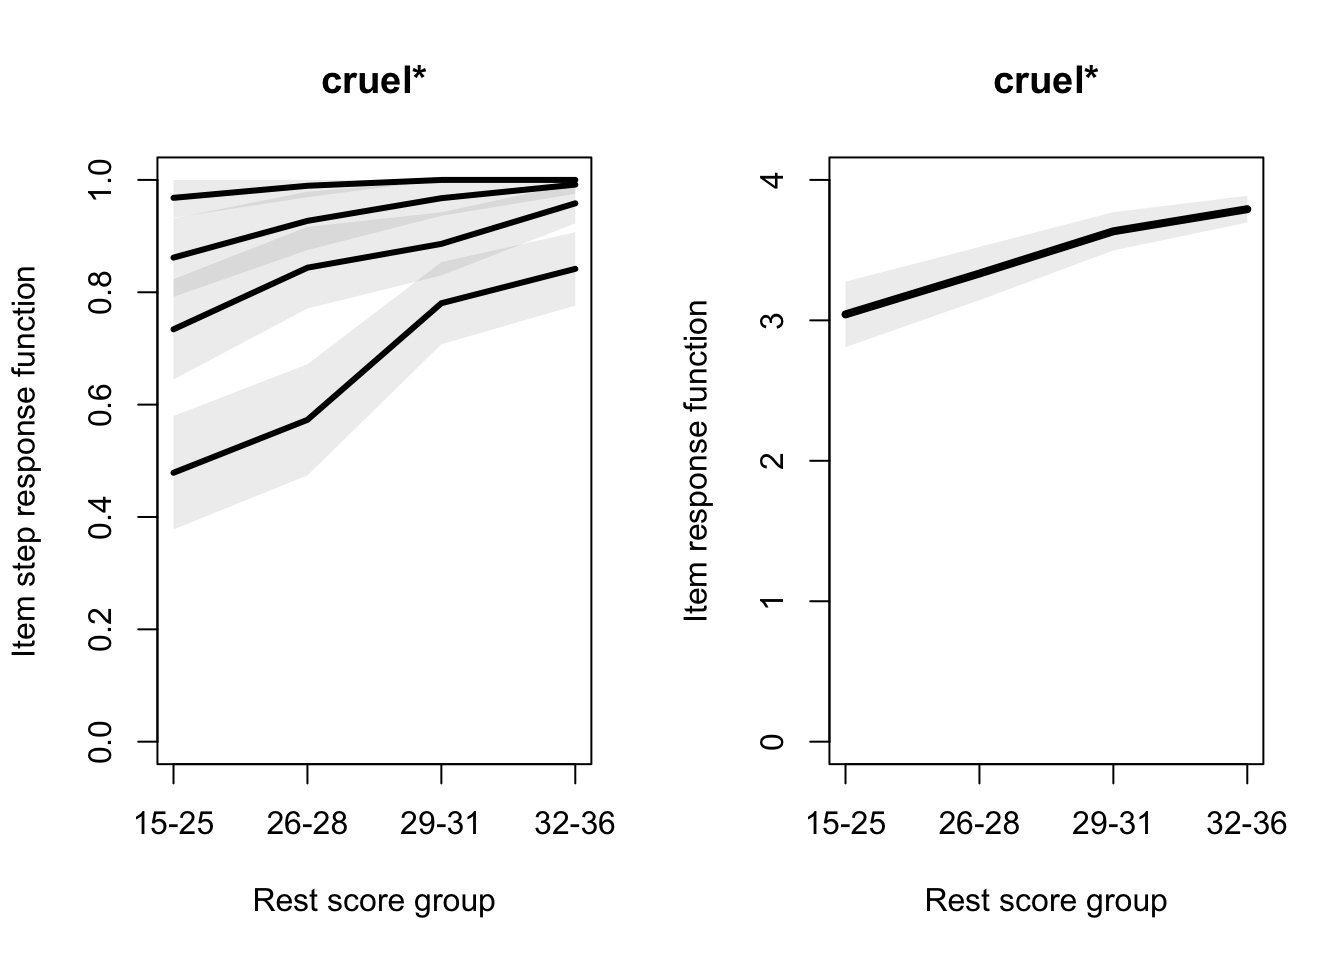 cruel*
Item step response function
1.0
0.8
0.6
0.4
0.2
0.0
15-25 26-28 29-31 32-36
Rest score group
cruel*
Item response function
4
3
2
1
0
15-25 26-28 29-31 32-36
Rest score group